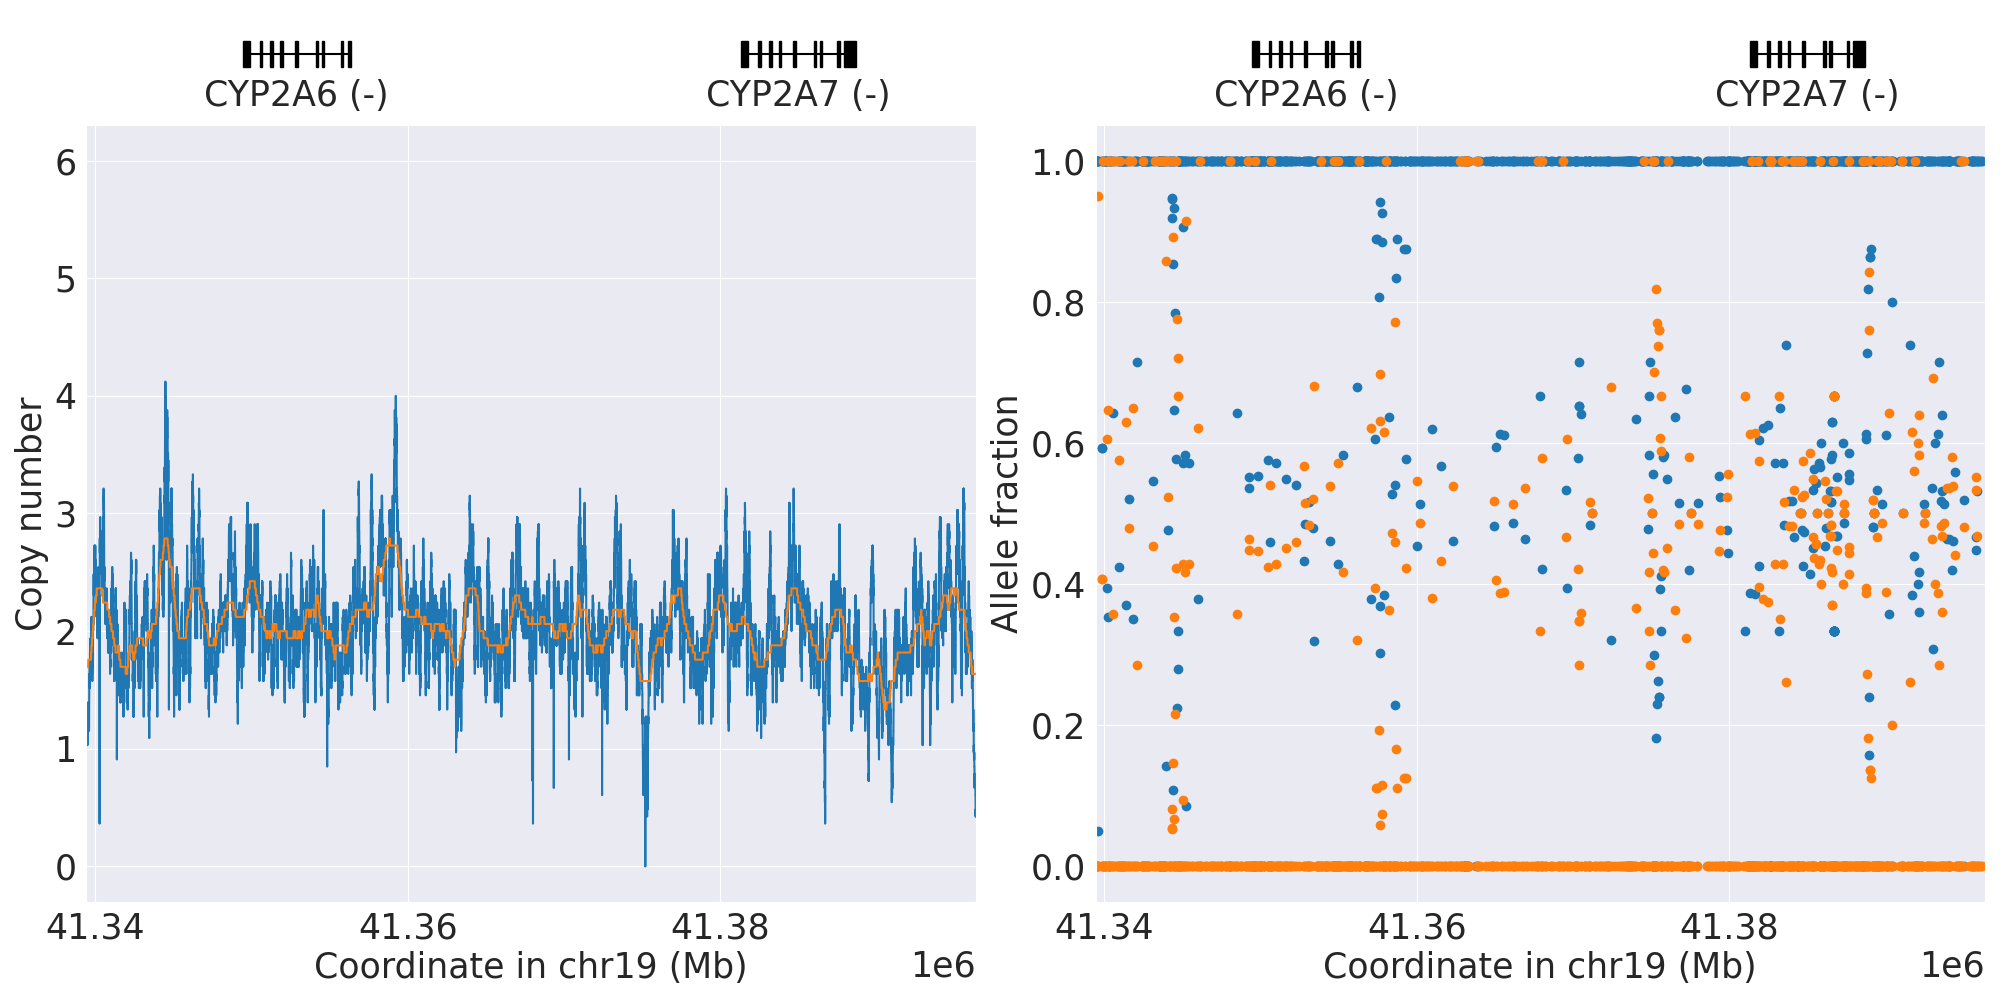 CYP2A6 (-)
CYP2A7 (-)
CYP2A6 (-)
CYP2A7 (-)
6
5
4
3
2
1
0
Copy number
41.34
41.36
41.38
Coordinate in chr19 (Mb)
1e6
1.0
0.8
0.6
0.4
0.2
0.0
Allele fraction
41.34
41.36
41.38
Coordinate in chr19 (Mb)
1e6